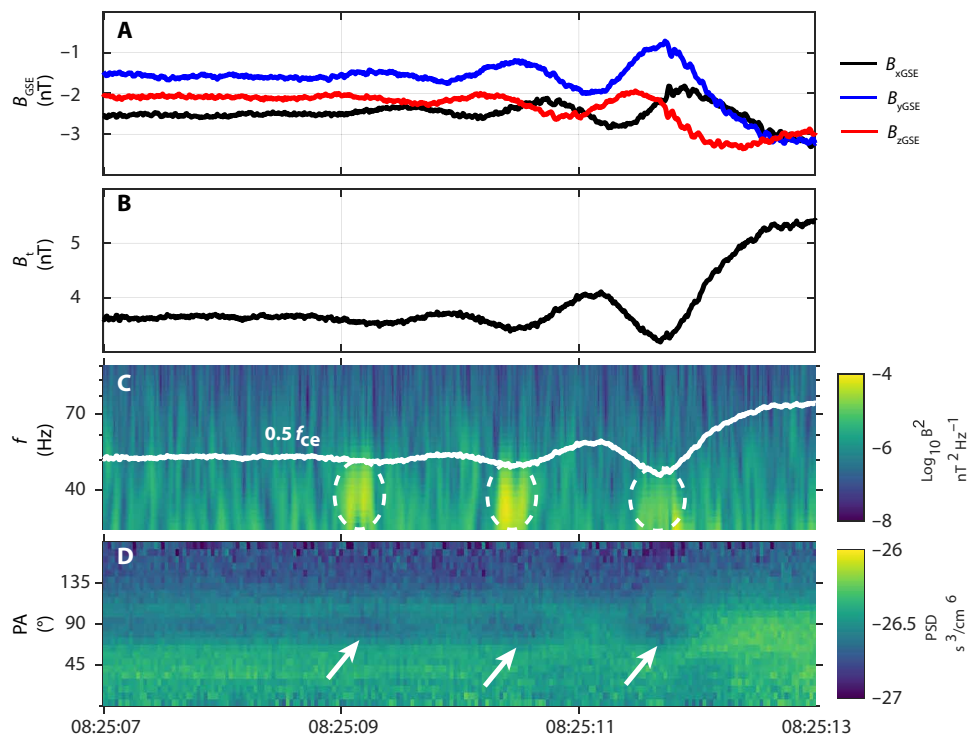 A
−1
−2
−3
B_GSE
(nT)
B_xGSE
B_yGSE
B_zGSE
B
5
4
B_t
(nT)
C
70
40
f
(Hz)
0.5 f_ce
−4
−6
−8
Log_10 B^2
nT^2 Hz^−1
D
135
90
45
PA
(°)
−26
−26.5
−27
PSD
s^3/cm^6
08:25:07 08:25:09 08:25:11 08:25:13